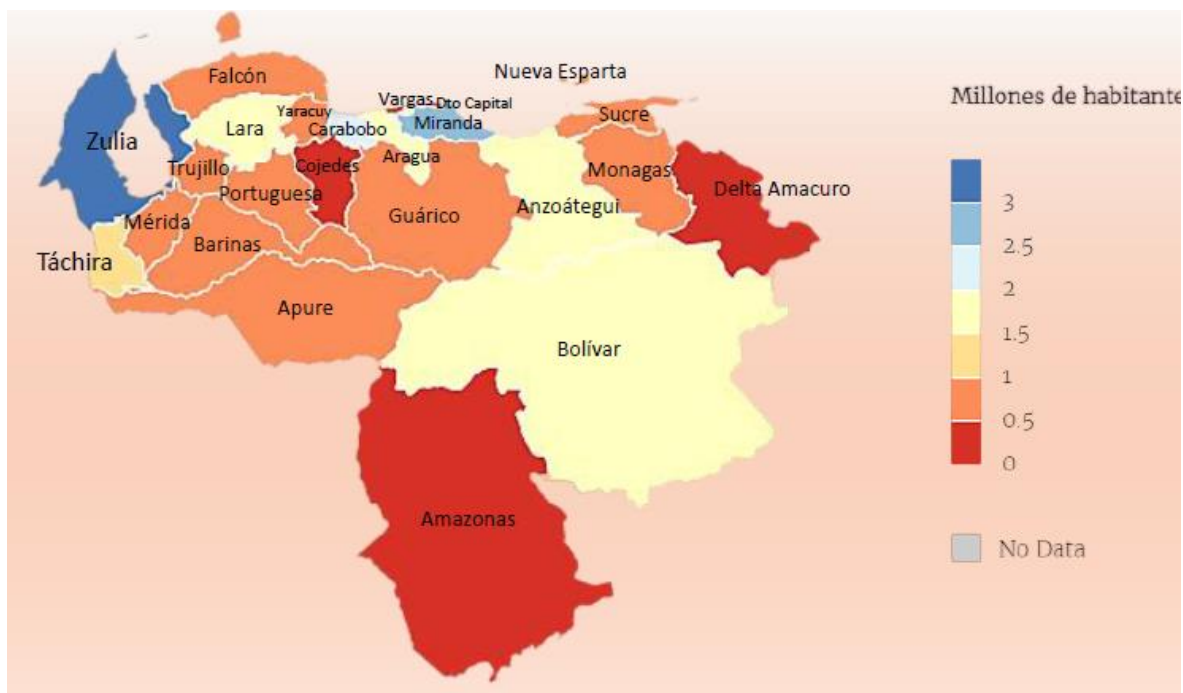 Nueva Esparta
Falcón
Vargas
Dto Capital
Yaracuy
Sucre
Lara
Carabobo
Miranda
Zulia
Aragua
Trujillo
Cojedes
Monagas
Portuguesa
Delta Amacuro
Anzoátegui
Guárico
Mérida
Barinas
Táchira
Apure
Bolívar
Amazonas
Millones de habitante
3
2.5
2
1.5
1
0.5
0
No Data